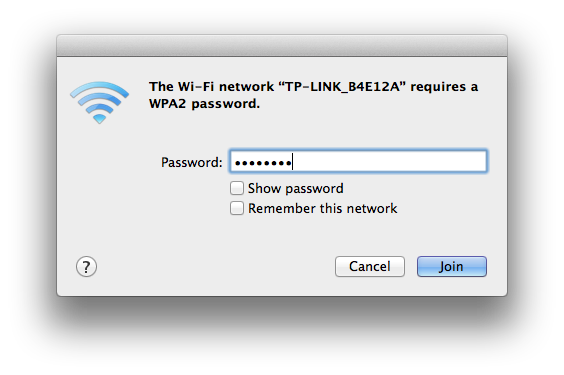 The Wi-Fi network “TP-LINK_B4E12A” requires a
WPA2 password.
Password: ••••••••
Show password
Remember this network
? Cancel Join